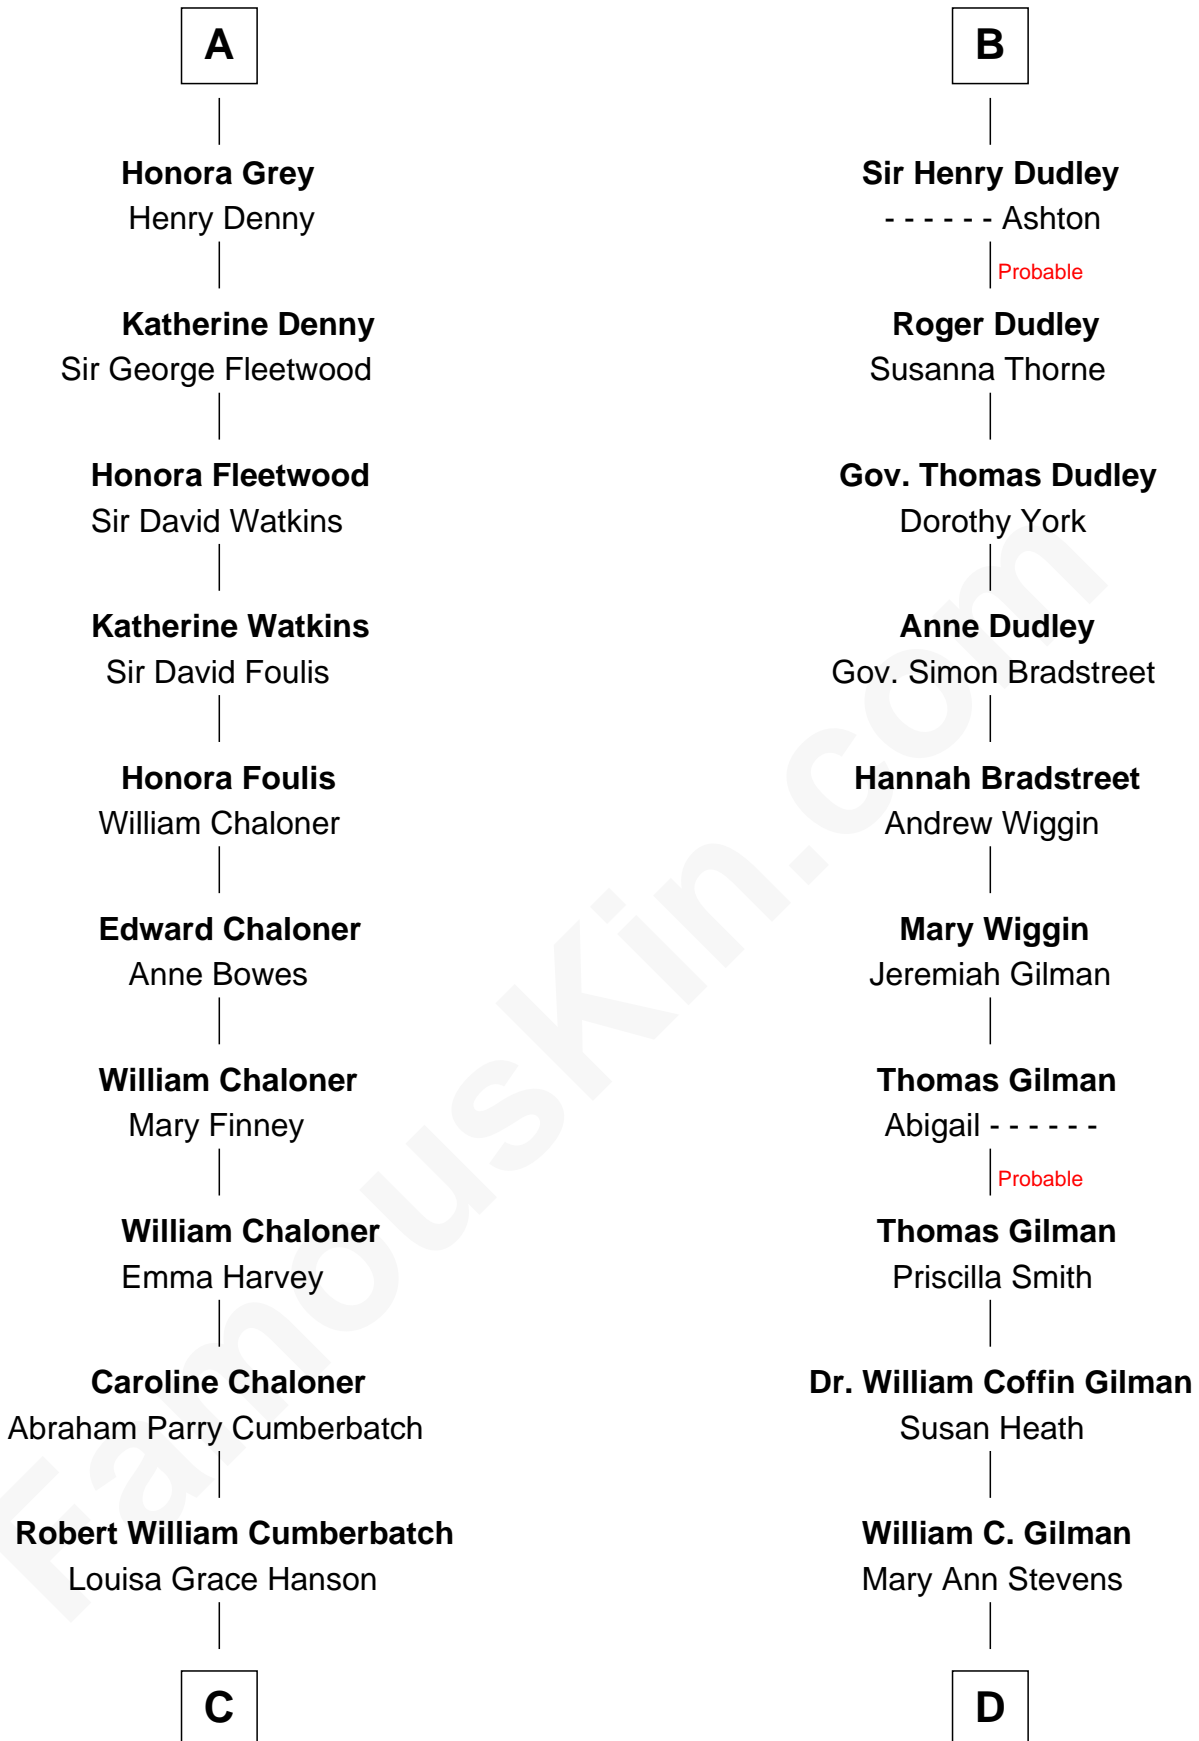 A
Honora Grey
Henry Denny
Katherine Denny
Sir George Fleetwood
Honora Fleetwood
Sir David Watkins
Katherine Watkins
Sir David Foulis
Honora Foulis
William Chaloner
Edward Chaloner
Anne Bowes
William Chaloner
Mary Finney
William Chaloner
Emma Harvey
Caroline Chaloner
Abraham Parry Cumberbatch
Robert William Cumberbatch
Louisa Grace Hanson
C
B
Sir Henry Dudley
- - - - - - Ashton
Probable
Roger Dudley
Susanna Thorne
Gov. Thomas Dudley
Dorothy York
Anne Dudley
Gov. Simon Bradstreet
Hannah Bradstreet
Andrew Wiggin
Mary Wiggin
Jeremiah Gilman
Thomas Gilman
Abigail - - - - - -
Probable
Thomas Gilman
Priscilla Smith
Dr. William Coffin Gilman
Susan Heath
William C. Gilman
Mary Ann Stevens
D
FamousKin.com